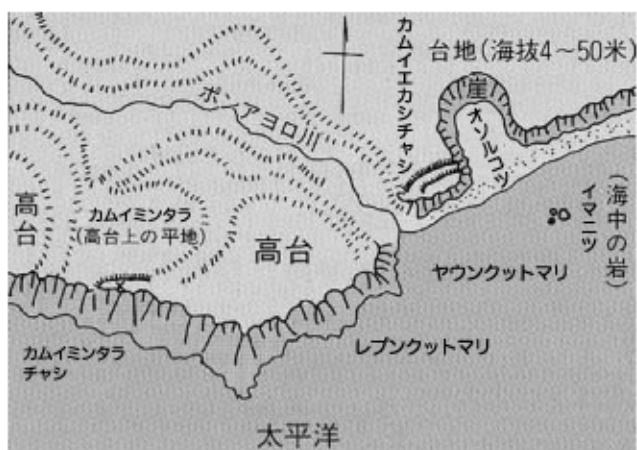 カムイエカシチャシ
台地(海抜4~50米)
崖
オソルコツ
ポンアヨロ川
(海中の岩)
イマニツ
高台
カムイミンタラ
(高台上の平地)
高台
ヤウンクットマリ
レプンクットマリ
カムイミンタラ
チャシ
太平洋